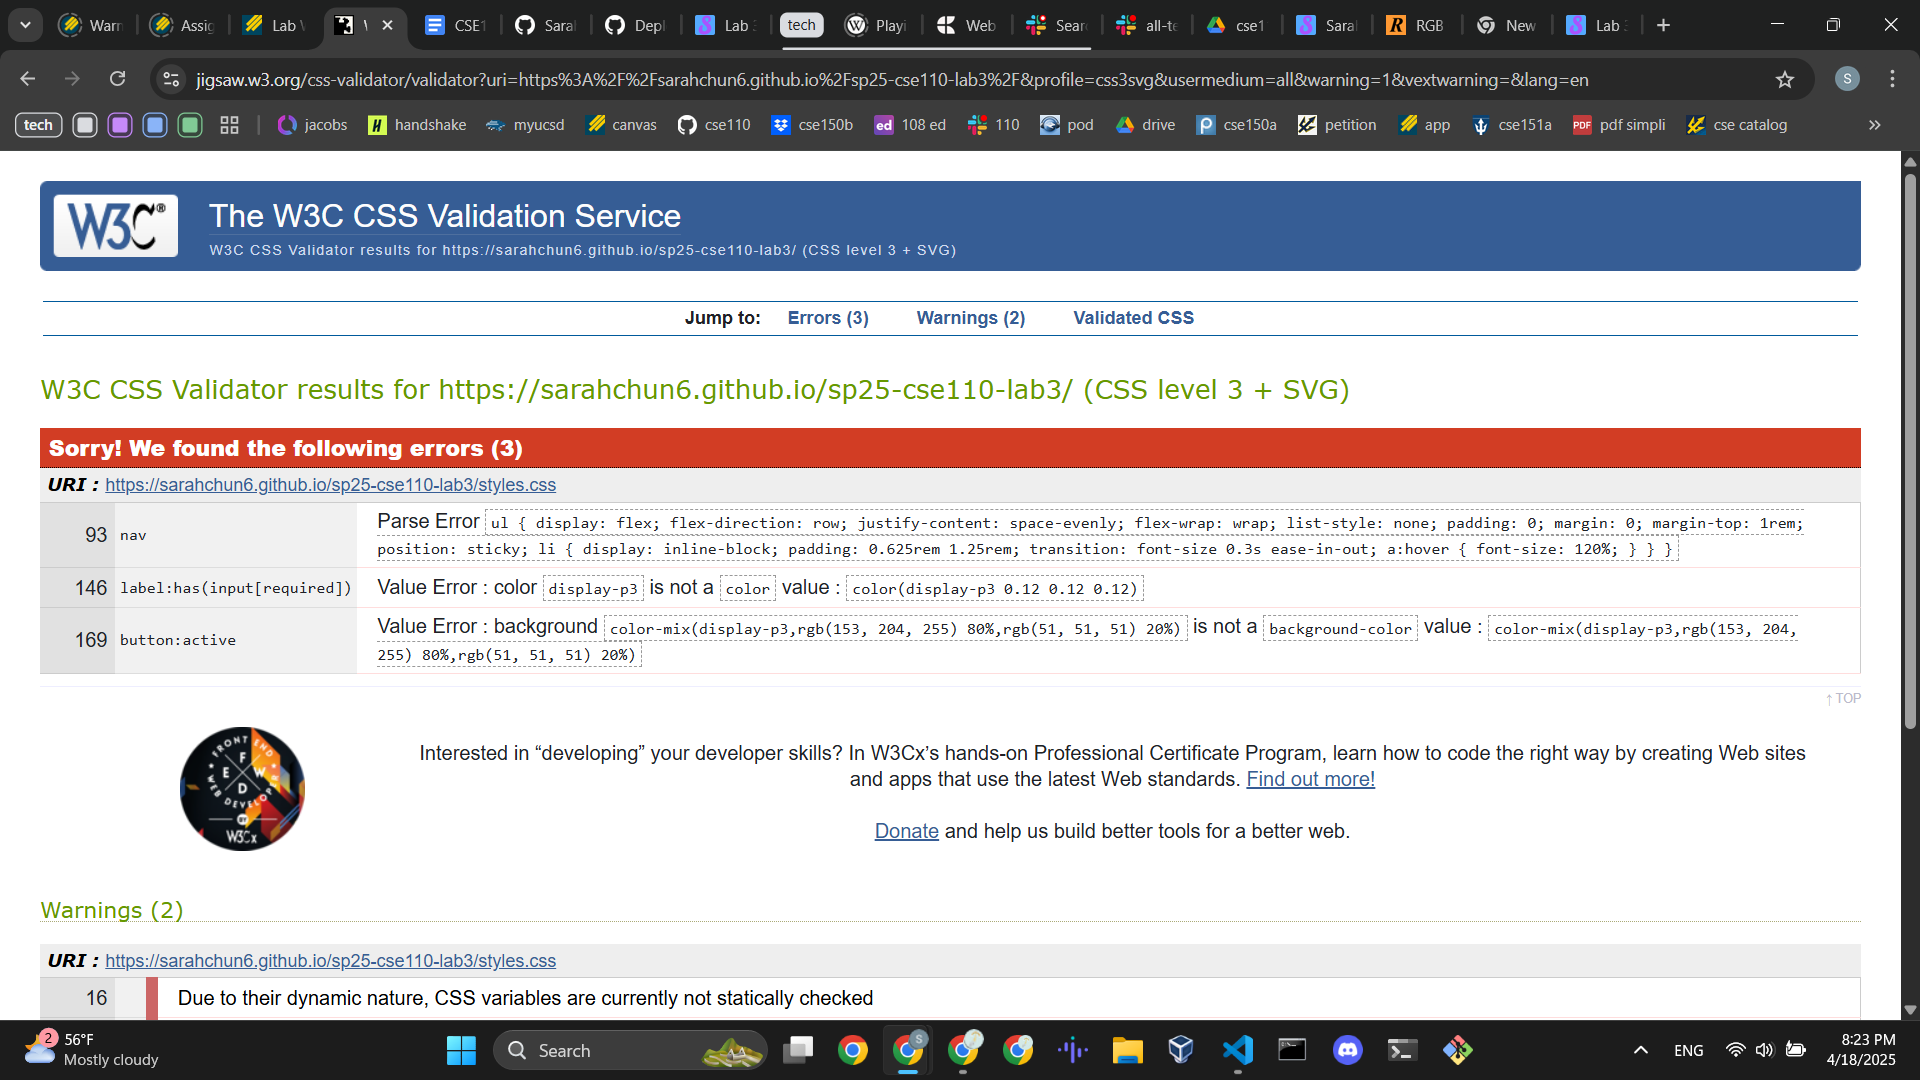 Warn
Assig
Lab V
CSE1
Saral
Depl
Lab
tech
Playi
Web
Sear
all-te
cse1
Saral
RGB
New
Lab
jigsaw.w3.org/css-validator/validator?uri=https%3A%2F%2Fsarahchun6.github.io%2Fsp25-cse110-lab3%2F&profile=css3svg&usermedium=all&warning=1&vextwarning=&lang=en
S
tech
jacobs
handshake
myucsd
canvas
cse110
cse150b
ed 108 ed
110
pod
drive
cse150a
petition
app
cse151a
PDF pdf simpli
cse catalog
W3C®
The W3C CSS Validation Service
W3C CSS Validator results for https://sarahchun6.github.io/sp25-cse110-lab3/ (CSS level 3 + SVG)
Jump to: Errors (3) Warnings (2) Validated CSS
W3C CSS Validator results for https://sarahchun6.github.io/sp25-cse110-lab3/ (CSS level 3 + SVG)
Sorry! We found the following errors (3)
URI : https://sarahchun6.github.io/sp25-cse110-lab3/styles.css
93 nav Parse Error ul { display: flex; flex-direction: row; justify-content: space-evenly; flex-wrap: wrap; list-style: none; padding: 0; margin: 0; margin-top: 1rem;
position: sticky; li { display: inline-block; padding: 0.625rem 1.25rem; transition: font-size 0.3s ease-in-out; a:hover { font-size: 120%; } } }
146 label:has(input[required]) Value Error : color display-p3 is not a color value : color(display-p3 0.12 0.12 0.12)
169 button:active Value Error : background color-mix(display-p3,rgb(153, 204, 255) 80%,rgb(51, 51, 51) 20%) is not a background-color value : color-mix(display-p3,rgb(153, 204,
255) 80%,rgb(51, 51, 51) 20%)
↑ TOP
FRONT END
F
E W
D
WEB DEVELOPER
BY
W3Cx
Interested in “developing” your developer skills? In W3Cx’s hands-on Professional Certificate Program, learn how to code the right way by creating Web sites
and apps that use the latest Web standards. Find out more!
Donate and help us build better tools for a better web.
Warnings (2)
URI : https://sarahchun6.github.io/sp25-cse110-lab3/styles.css
16 Due to their dynamic nature, CSS variables are currently not statically checked
2
56°F
Mostly cloudy
Search
S
ENG
8:23 PM
4/18/2025